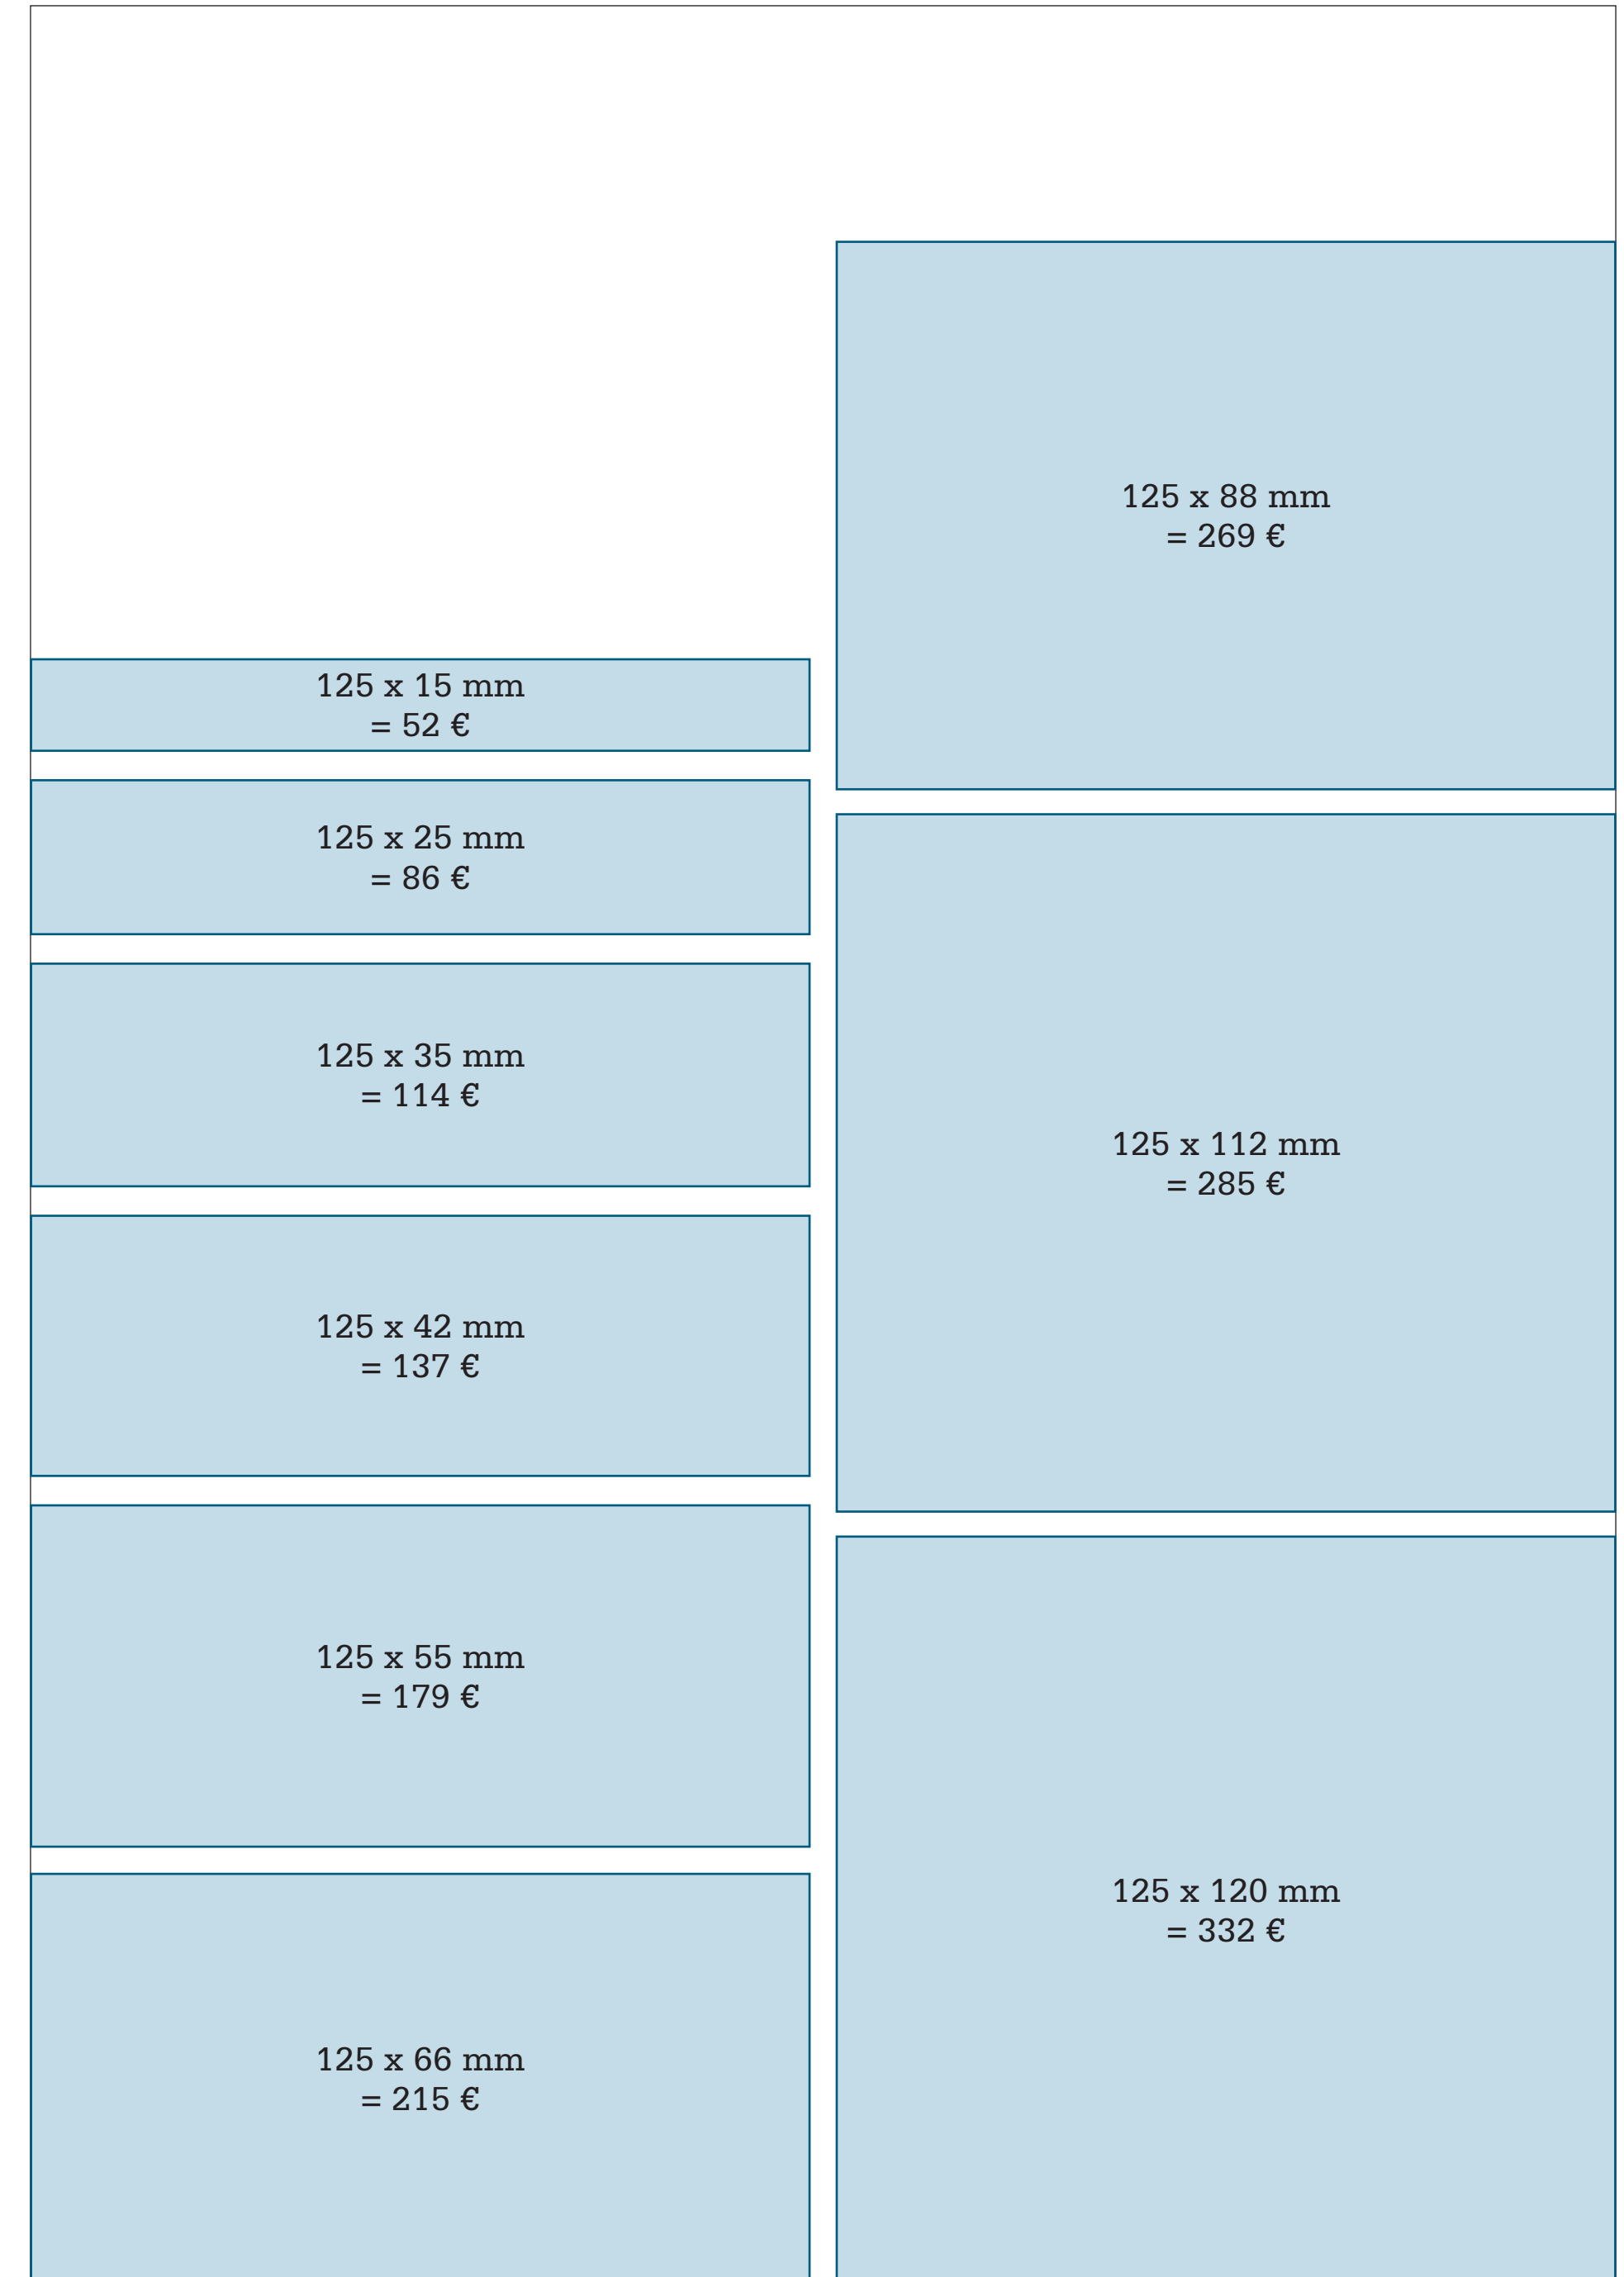 125 x 15 mm
= 52 €
125 x 25 mm
= 86 €
125 x 35 mm
= 114 €
125 x 42 mm
= 137 €
125 x 55 mm
= 179 €
125 x 66 mm
= 215 €
125 x 88 mm
= 269 €
125 x 112 mm
= 285 €
125 x 120 mm
= 332 €